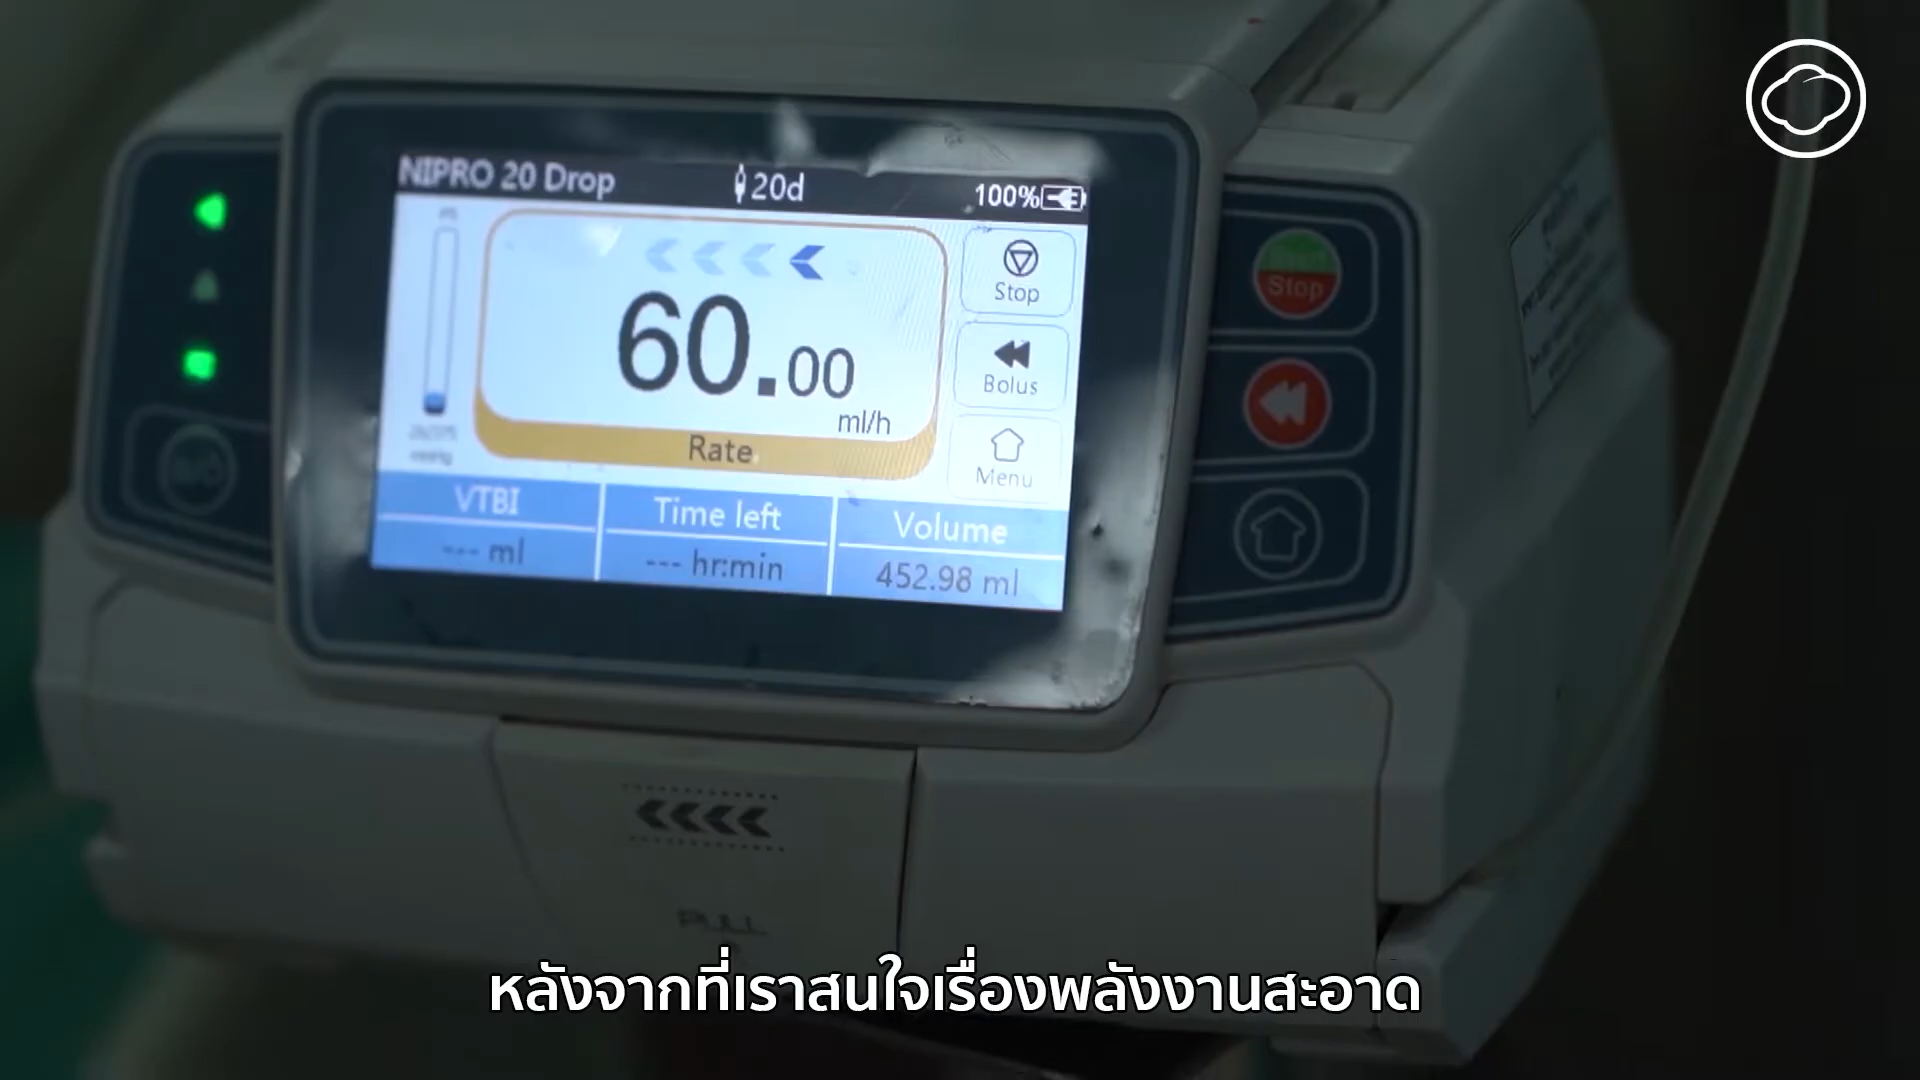 NIPRO 20 Drop 20d 100%
60.00
ml/h
Rate
Stop
Bolus
Menu
VTBI Time left Volume
--- ml --- hr:min 452.98 ml
Stop
PULL
หลังจากที่เราสนใจเรื่องพลังงานสะอาด